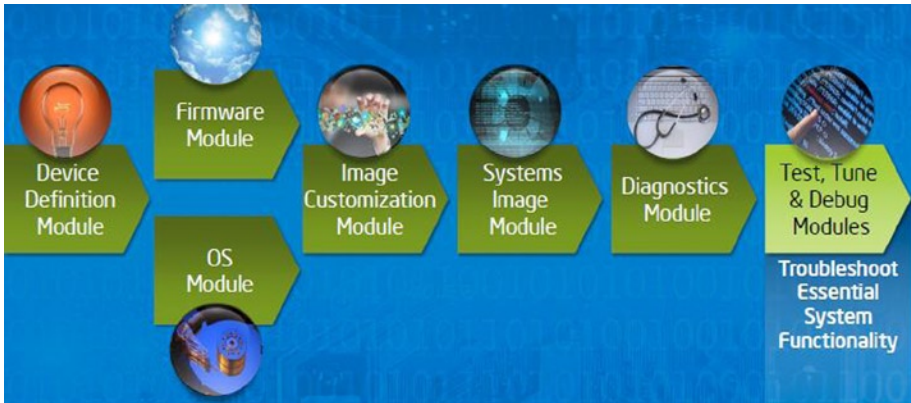 Device
Definition
Module
Firmware
Module
OS
Module
Image
Customization
Module
Systems
Image
Module
Diagnostics
Module
Test, Tune
& Debug
Modules
Troubleshoot
Essential
System
Functionality